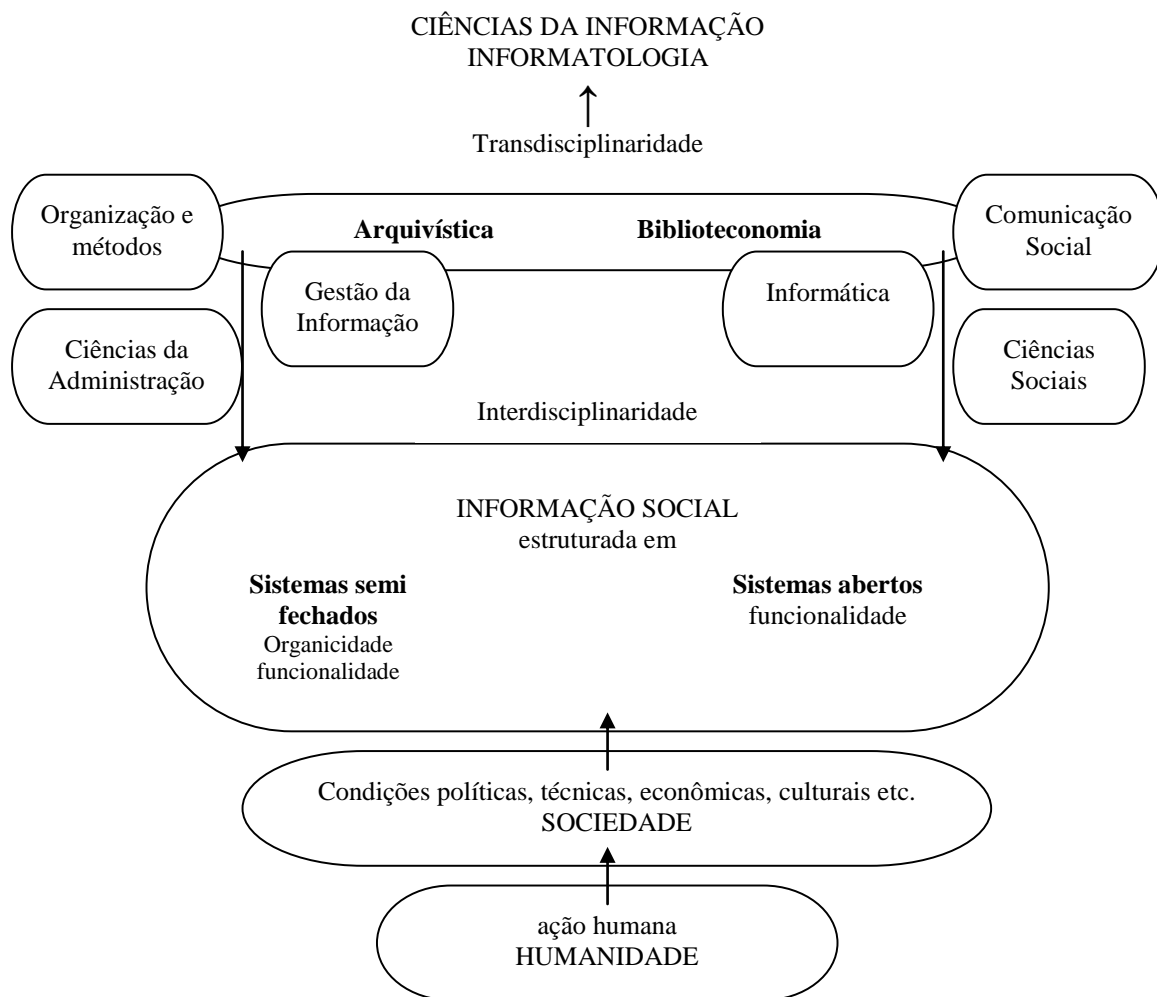 CIÊNCIAS DA INFORMAÇÃO
INFORMATOLOGIA
Transdisciplinaridade
Organização e
métodos
Arquivística
Biblioteconomia
Comunicação
Social
Gestão da
Informação
Informática
Ciências da
Administração
Ciências
Sociais
Interdisciplinaridade
INFORMAÇÃO SOCIAL
estruturada em
Sistemas semi
fechados
Organicidade
funcionalidade
Sistemas abertos
funcionalidade
Condições políticas, técnicas, econômicas, culturais etc.
SOCIEDADE
ação humana
HUMANIDADE